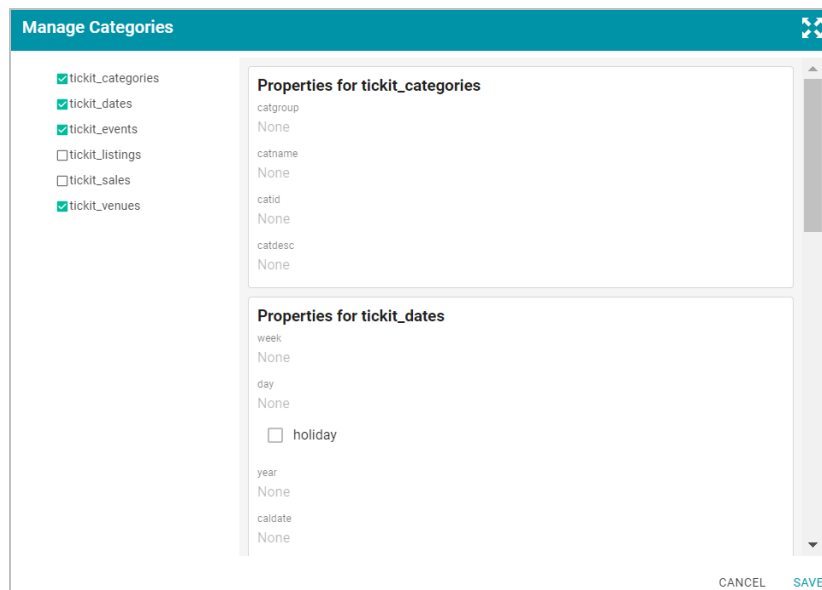 Manage Categories
tickit_categories
tickit_dates
tickit_events
tickit_listings
tickit_sales
tickit_venues
Properties for tickit_categories
catgroup
None
catname
None
catid
None
catdesc
None
Properties for tickit_dates
week
None
day
None
holiday
year
None
caldate
None
CANCEL SAVE